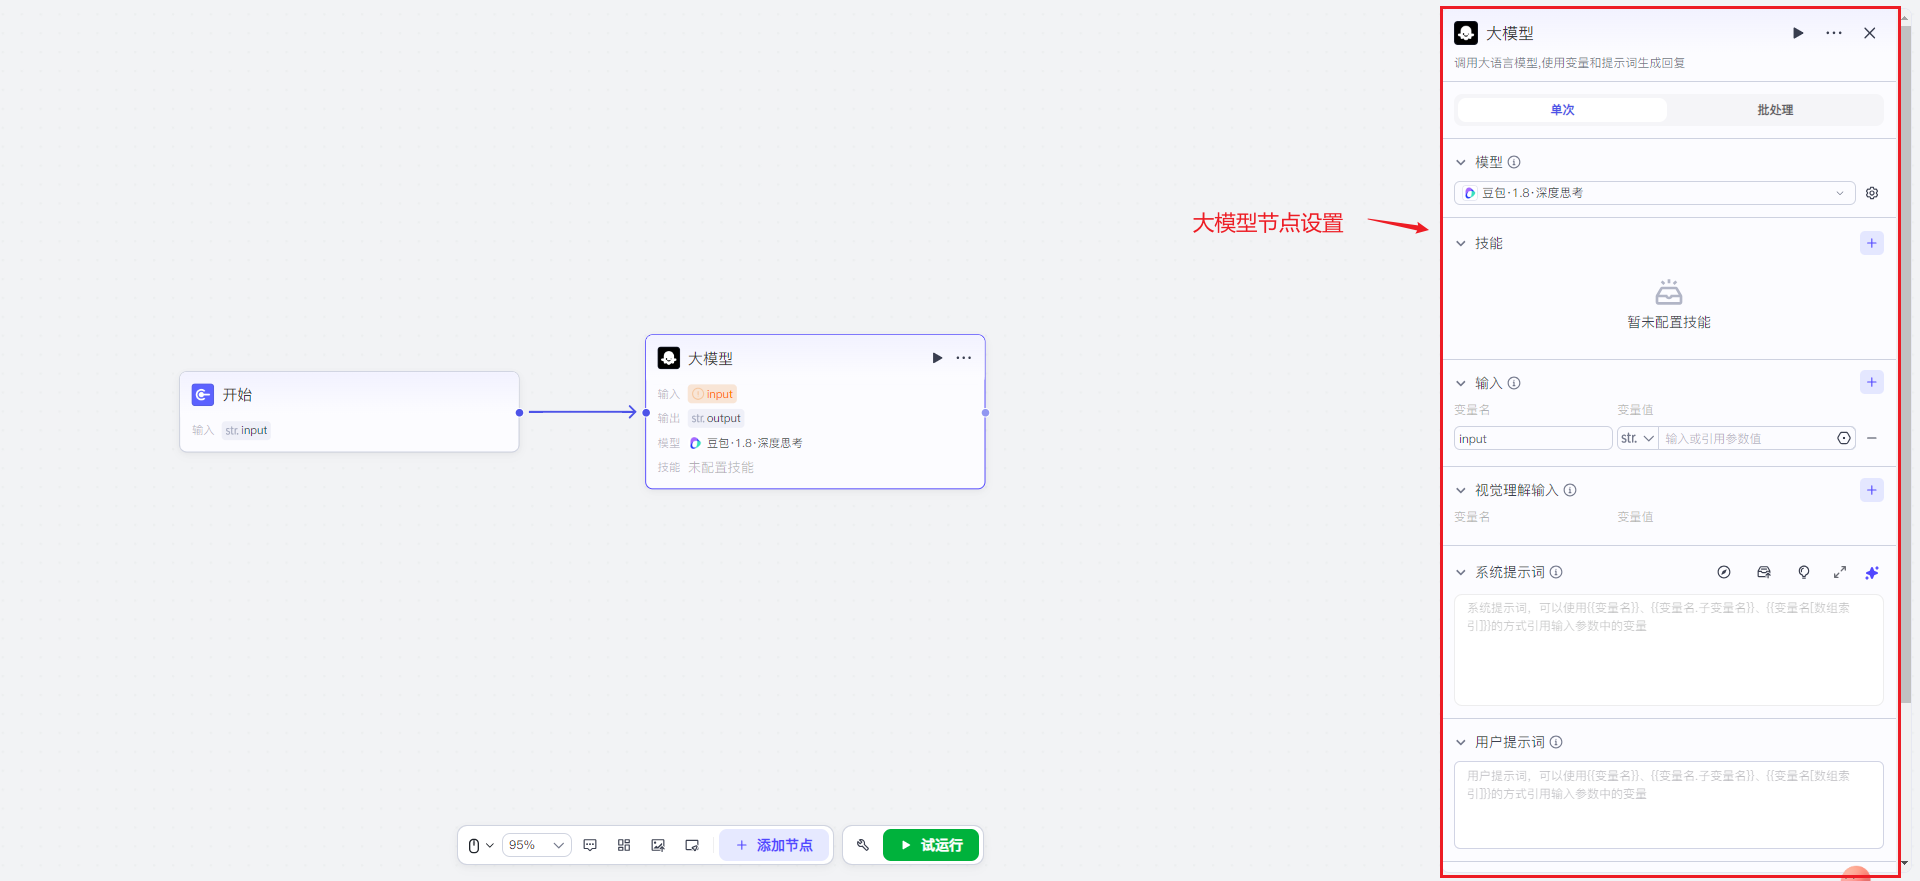 开始
输入 str. input
大模型
输入 input
输出 str. output
模型 豆包·1.8·深度思考
技能 未配置技能
95%
添加节点
试运行
大模型节点设置
大模型
调用大语言模型,使用变量和提示词生成回复
单次 批处理
模型
豆包·1.8·深度思考
技能
暂未配置技能
输入
变量名 变量值
input str. 输入或引用参数值
视觉理解输入
变量名 变量值
系统提示词
系统提示词，可以使用{{变量名}}、{{变量名.子变量名}}、{{变量名[数组索
引]}}的方式引用输入参数中的变量
用户提示词
用户提示词，可以使用{{变量名}}、{{变量名.子变量名}}、{{变量名[数组索
引]}}的方式引用输入参数中的变量